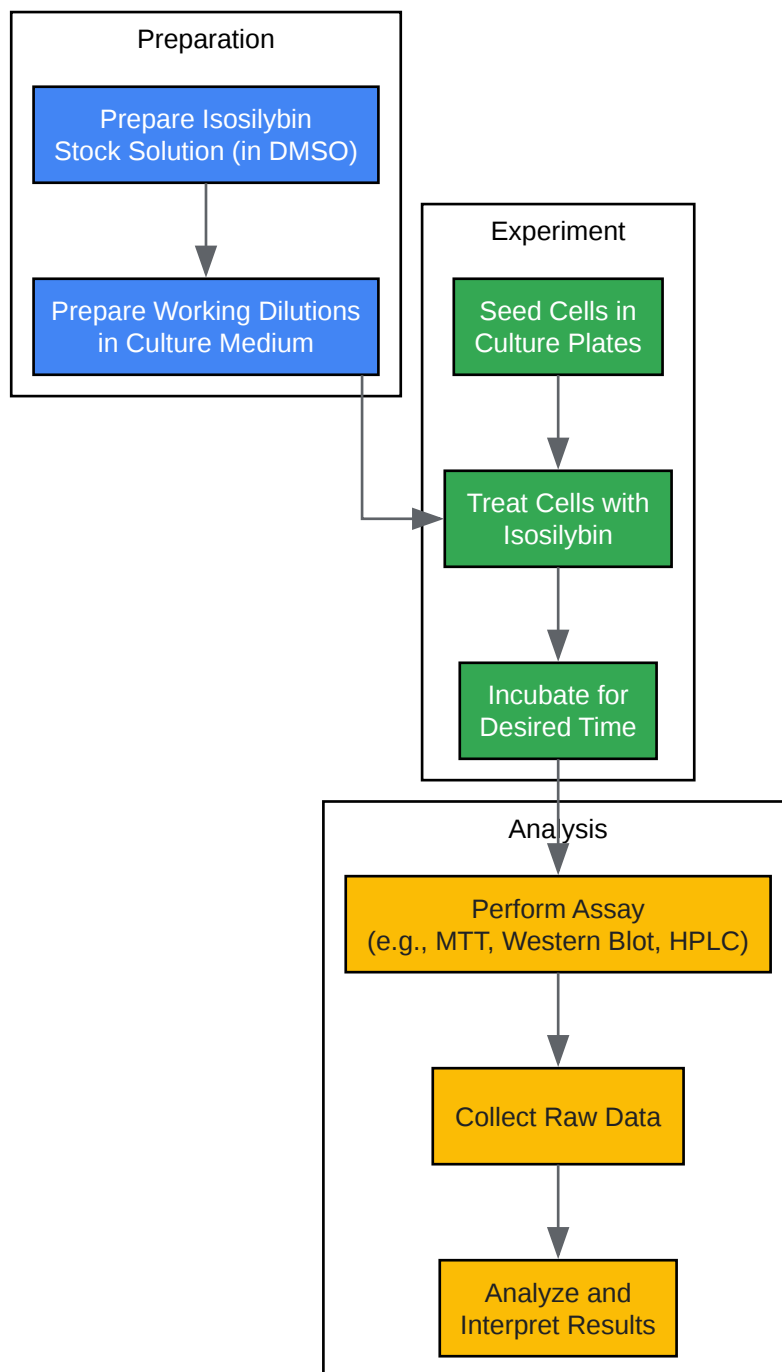 Preparation
Prepare Isosilybin
Stock Solution (in DMSO)
Prepare Working Dilutions
in Culture Medium
Experiment
Seed Cells in
Culture Plates
Treat Cells with
Isosilybin
Incubate for
Desired Time
Analysis
Perform Assay
(e.g., MTT, Western Blot, HPLC)
Collect Raw Data
Analyze and
Interpret Results